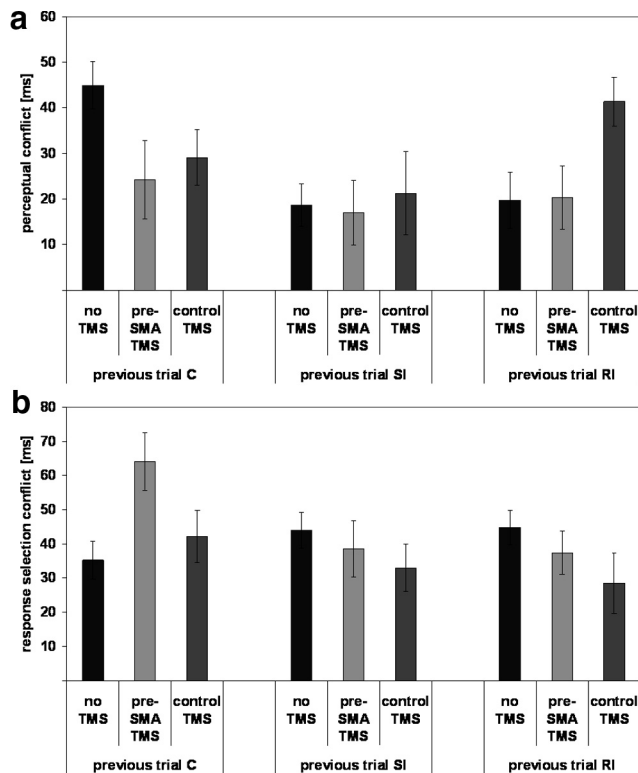 a
perceptual conflict [ms]
60
50
40
30
20
10
no pre- control no pre- control no pre- control
TMS SMA TMS TMS SMA TMS TMS SMA TMS
TMS TMS TMS
previous trial C previous trial SI previous trial RI
b
response selection conflict [ms]
80
70
60
50
40
30
20
10
no pre- control no pre- control no pre- control
TMS SMA TMS TMS SMA TMS TMS SMA TMS
TMS TMS TMS
previous trial C previous trial SI previous trial RI